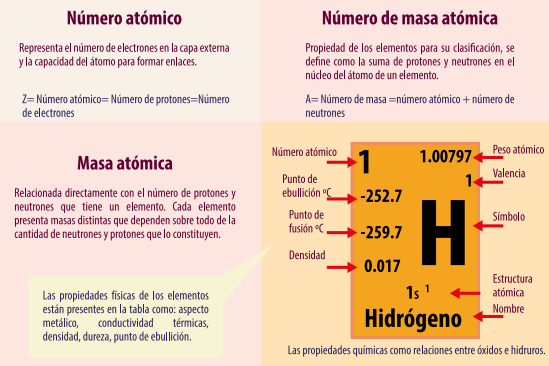 Número atómico
Representa el número de electrones en la capa externa
y la capacidad del átomo para formar enlaces.
Z= Número atómico= Número de protones=Número
de electrones
Número de masa atómica
Propiedad de los elementos para su clasificación, se
define como la suma de protones y neutrones en el
núcleo del átomo de un elemento.
A= Número de masa =número atómico + número de
neutrones
Masa atómica
Relacionada directamente con el número de protones y
neutrones que tiene un elemento. Cada elemento
presenta masas distintas que dependen sobre todo de la
cantidad de neutrones y protones que lo constituyen.
Las propiedades físicas de los elementos
están presentes en la tabla como: aspecto
metálico, conductividad térmicas,
densidad, dureza, punto de ebullición.
Número atómico
1
1.00797
Peso atómico
1
Valencia
Punto de
ebullición ºC
-252.7
Punto de
fusión ºC
-259.7
H
Símbolo
Densidad
0.017
1s 1
Estructura
atómica
Hidrógeno
Nombre
Las propiedades químicas como relaciones entre óxidos e hidruros.